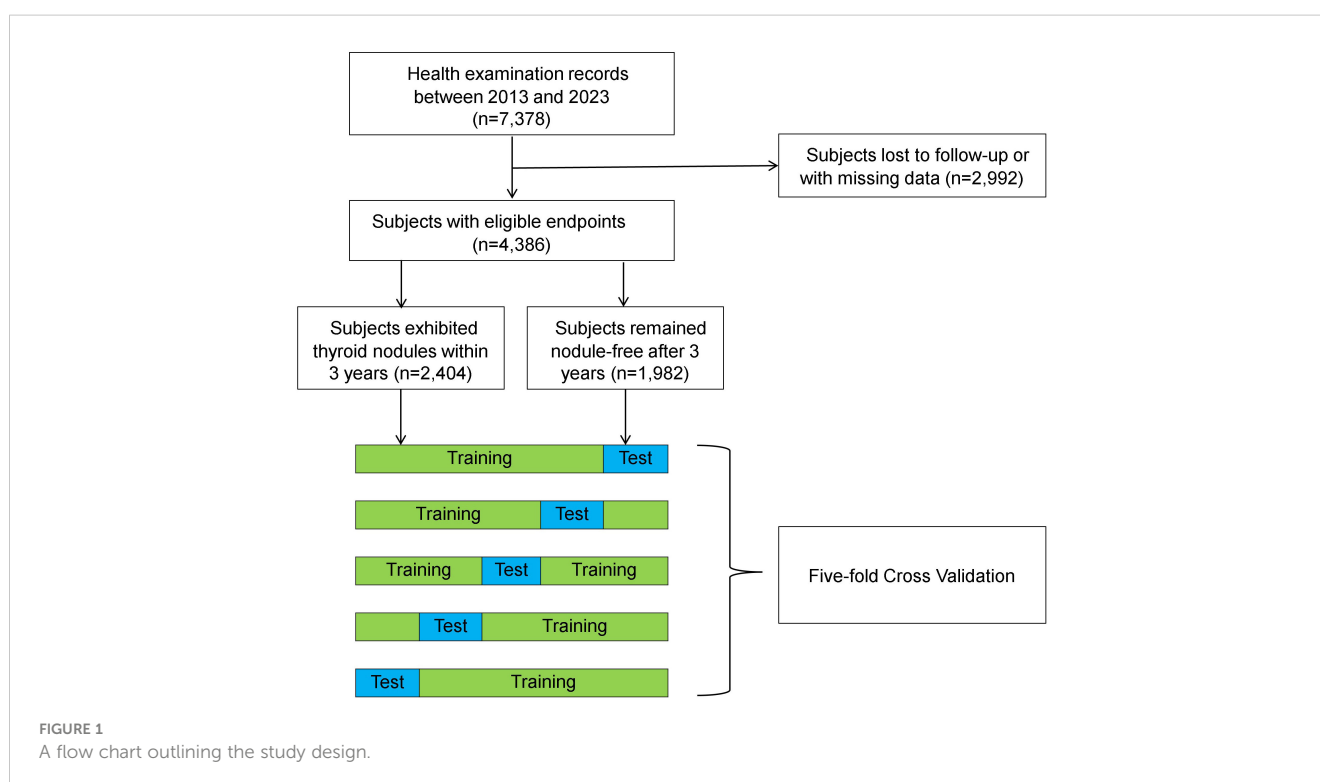 Health examination records
between 2013 and 2023
(n=7,378)
Subjects lost to follow-up or
with missing data (n=2,992)
Subjects with eligible endpoints
(n=4,386)
Subjects exhibited
thyroid nodules within
3 years (n=2,404)
Subjects remained
nodule-free after 3
years (n=1,982)
Training Test
Training Test
Training Test Training
Test Training
Test Training
Five-fold Cross Validation
FIGURE 1
A flow chart outlining the study design.